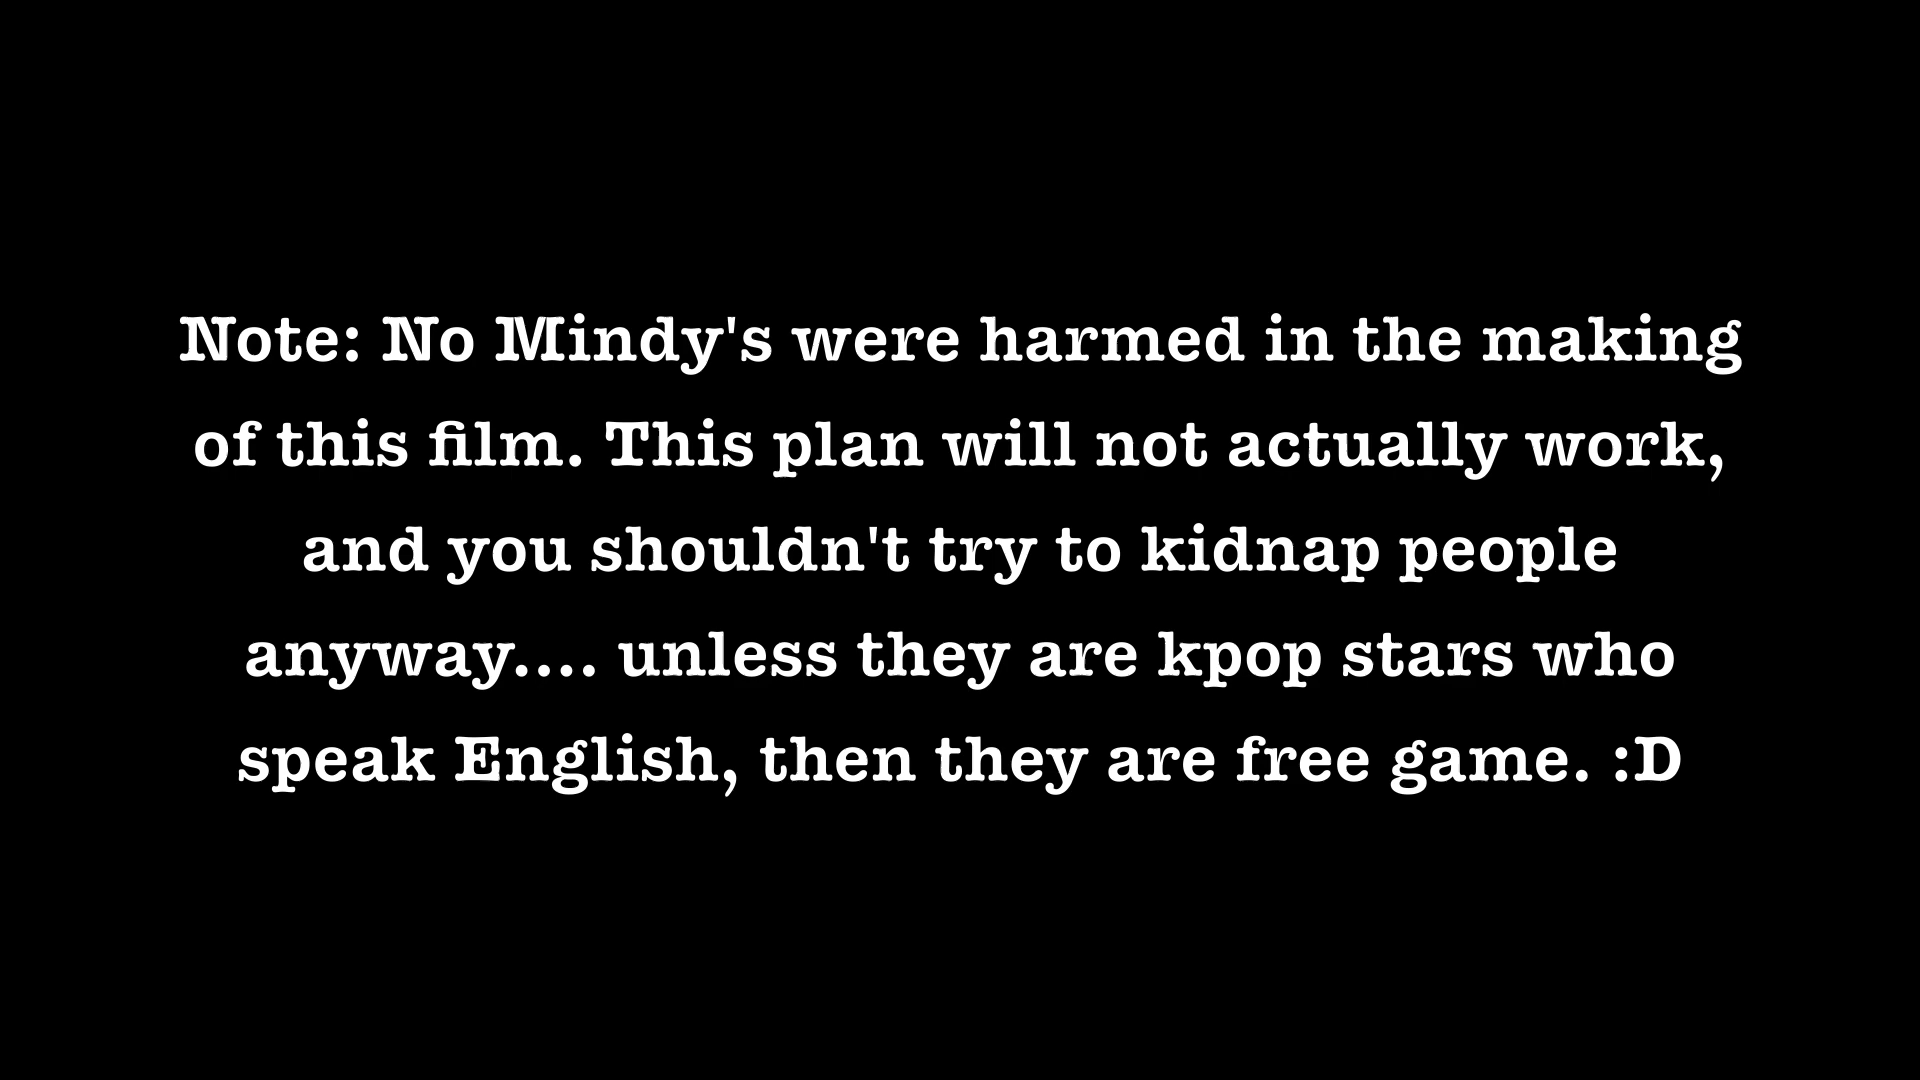 Note: No Mindy's were harmed in the making
of this film. This plan will not actually work,
and you shouldn't try to kidnap people
anyway.... unless they are kpop stars who
speak English, then they are free game. :D